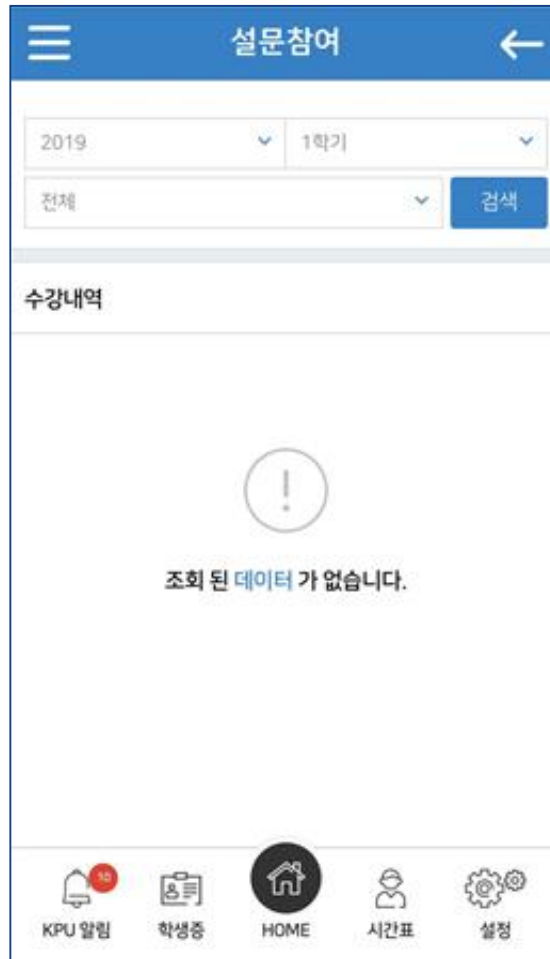 설문참여
2019 1학기
전체 검색
수강내역
!
조회 된 데이터 가 없습니다.
10
KPU 알림 학생증 HOME 시간표 설정